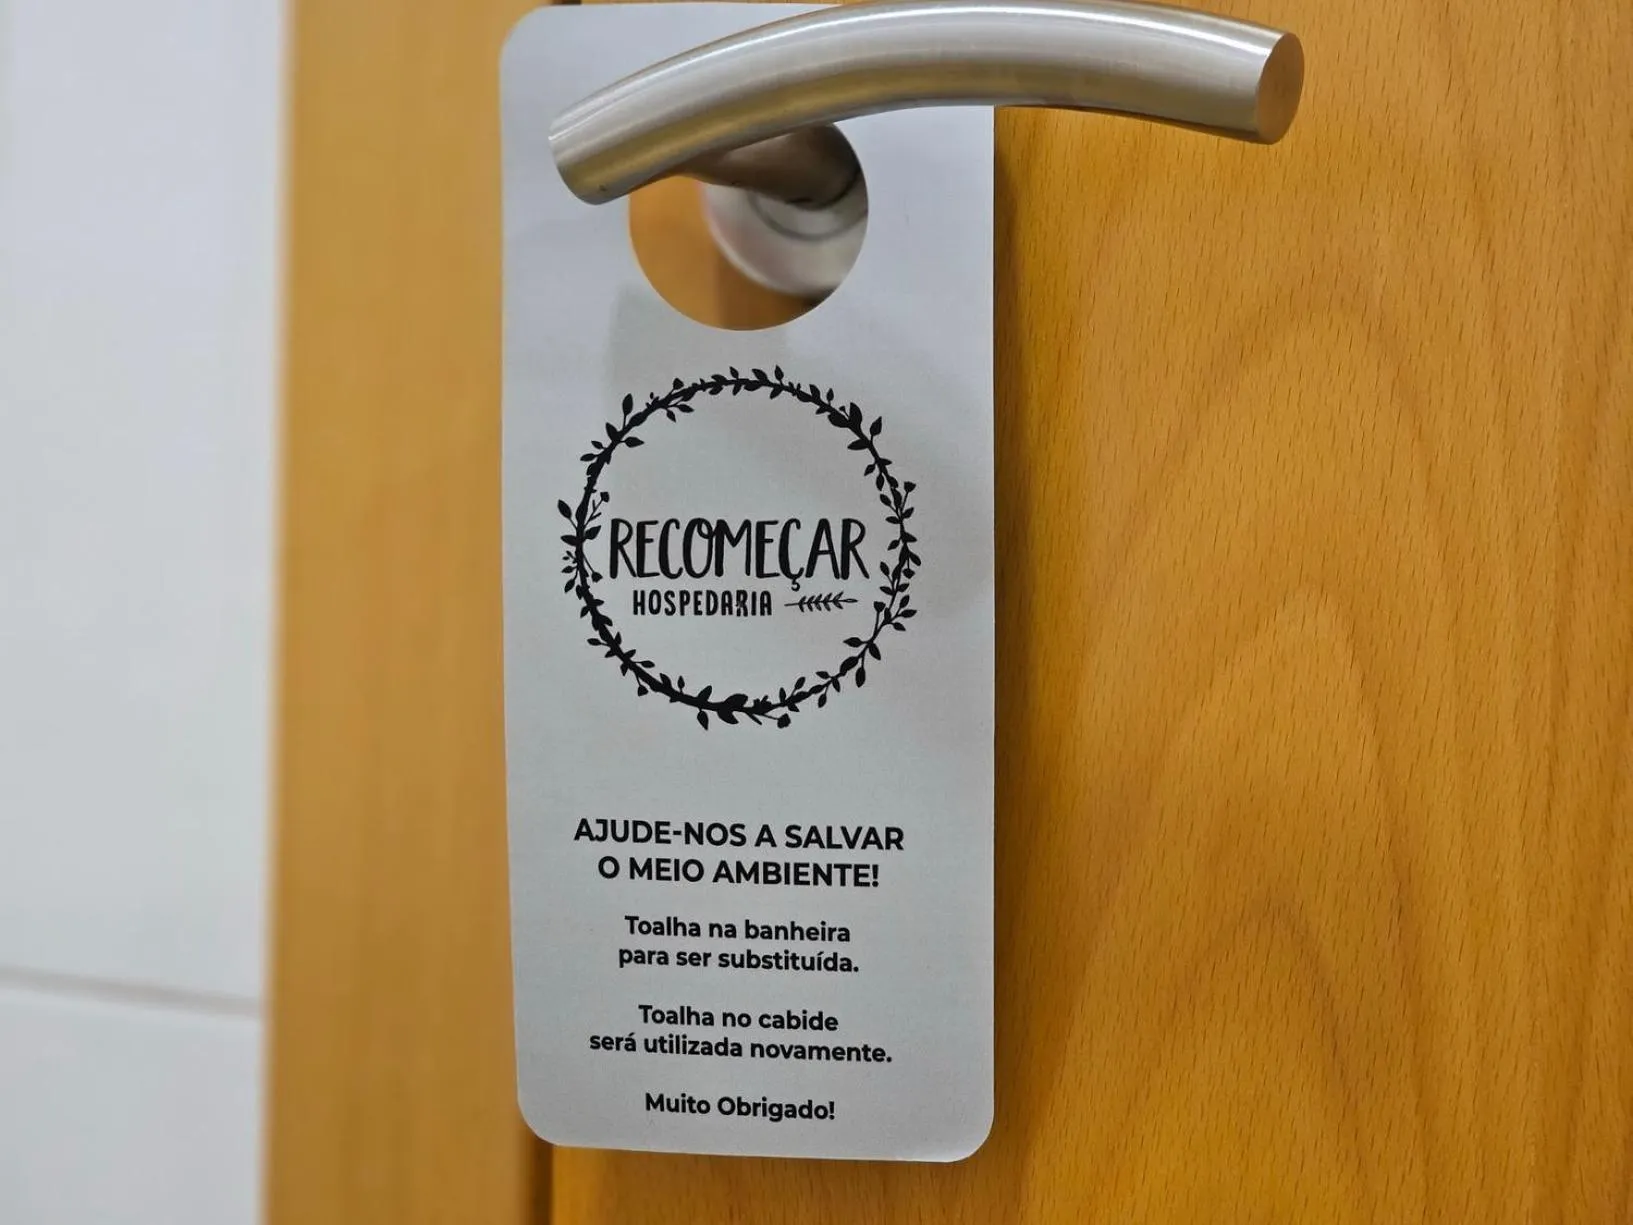 RECOMEÇAR
HOSPEDARIA
AJUDE-NOS A SALVAR
O MEIO AMBIENTE!
Toalha na banheira
para ser substituída.
Toalha no cabide
será utilizada novamente.
Muito Obrigado!